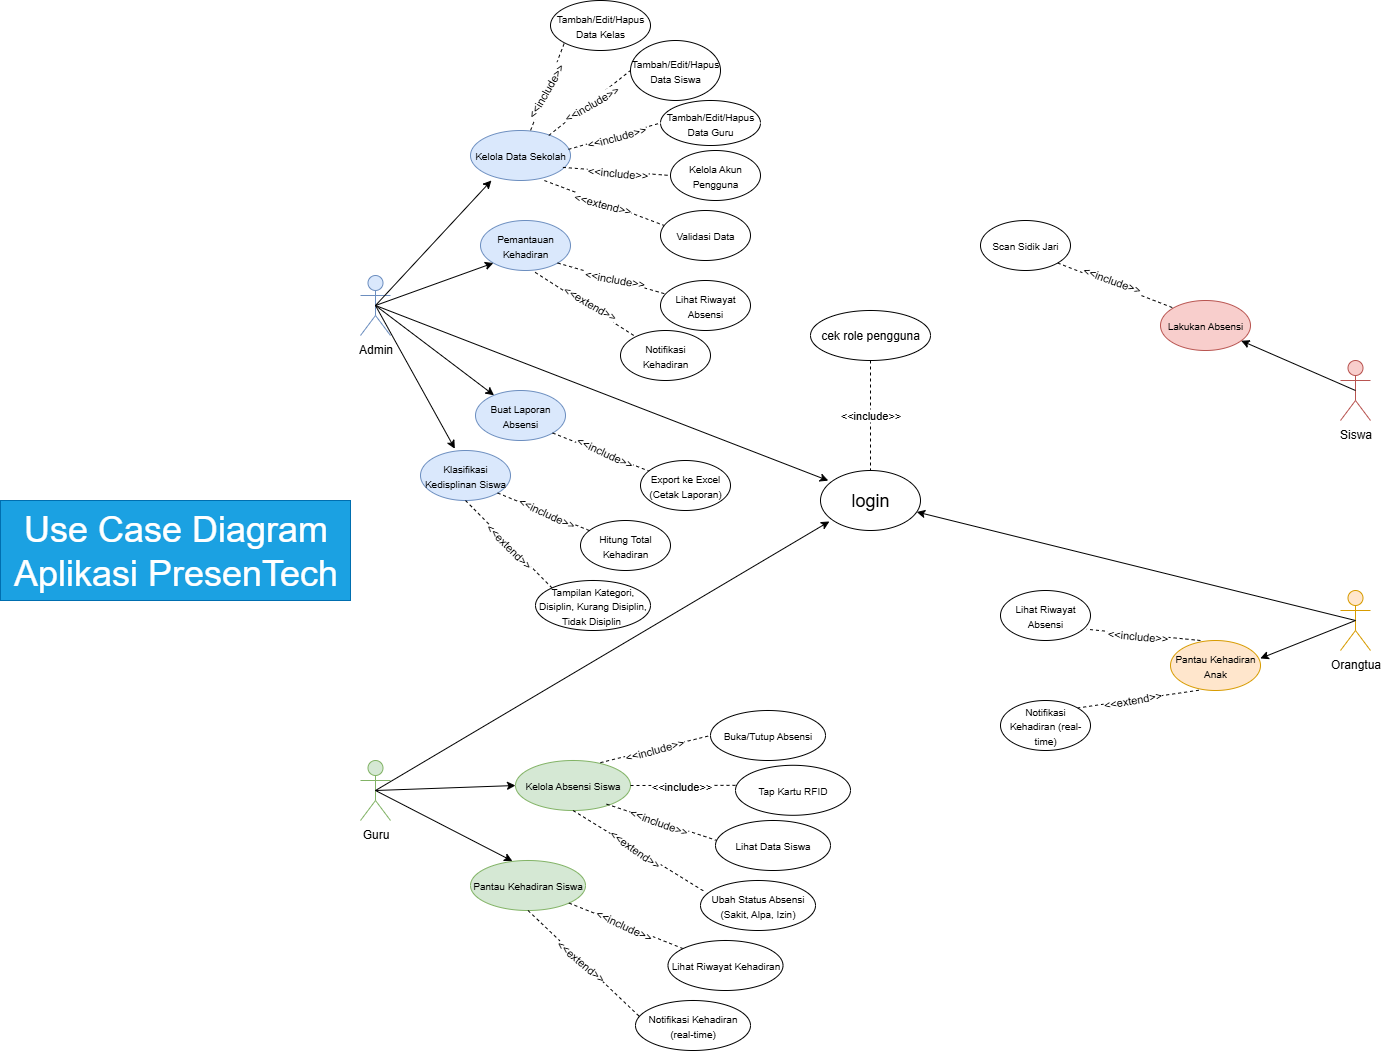 Tambah/Edit/Hapus
Data Kelas
<<include>>
Tambah/Edit/Hapus
Data Siswa
<<include>>
Tambah/Edit/Hapus
Data Guru
<<include>>
Kelola Data Sekolah
Kelola Akun
Pengguna
<<include>>
<<extend>>
Validasi Data
Pemantauan
Kehadiran
<<include>>
Lihat Riwayat
Absensi
<<extend>>
Notifikasi
Kehadiran
Admin
Buat Laporan
Absensi
<<include>>
Export ke Excel
(Cetak Laporan)
Klasifikasi
Kedisplinan Siswa
<<include>>
Hitung Total
Kehadiran
<<extend>>
Tampilan Kategori,
Disiplin, Kurang Disiplin,
Tidak Disiplin
Use Case Diagram
Aplikasi PresenTech
cek role pengguna
<<include>>
login
Scan Sidik Jari
<<include>>
Lakukan Absensi
Siswa
Lihat Riwayat
Absensi
<<include>>
Pantau Kehadiran
Anak
Orangtua
<<extend>>
Notifikasi
Kehadiran (real-
time)
Guru
Kelola Absensi Siswa
<<include>>
Buka/Tutup Absensi
<<include>>
Tap Kartu RFID
<<include>>
Lihat Data Siswa
<<extend>>
Ubah Status Absensi
(Sakit, Alpa, Izin)
Pantau Kehadiran Siswa
<<include>>
Lihat Riwayat Kehadiran
<<extend>>
Notifikasi Kehadiran
(real-time)